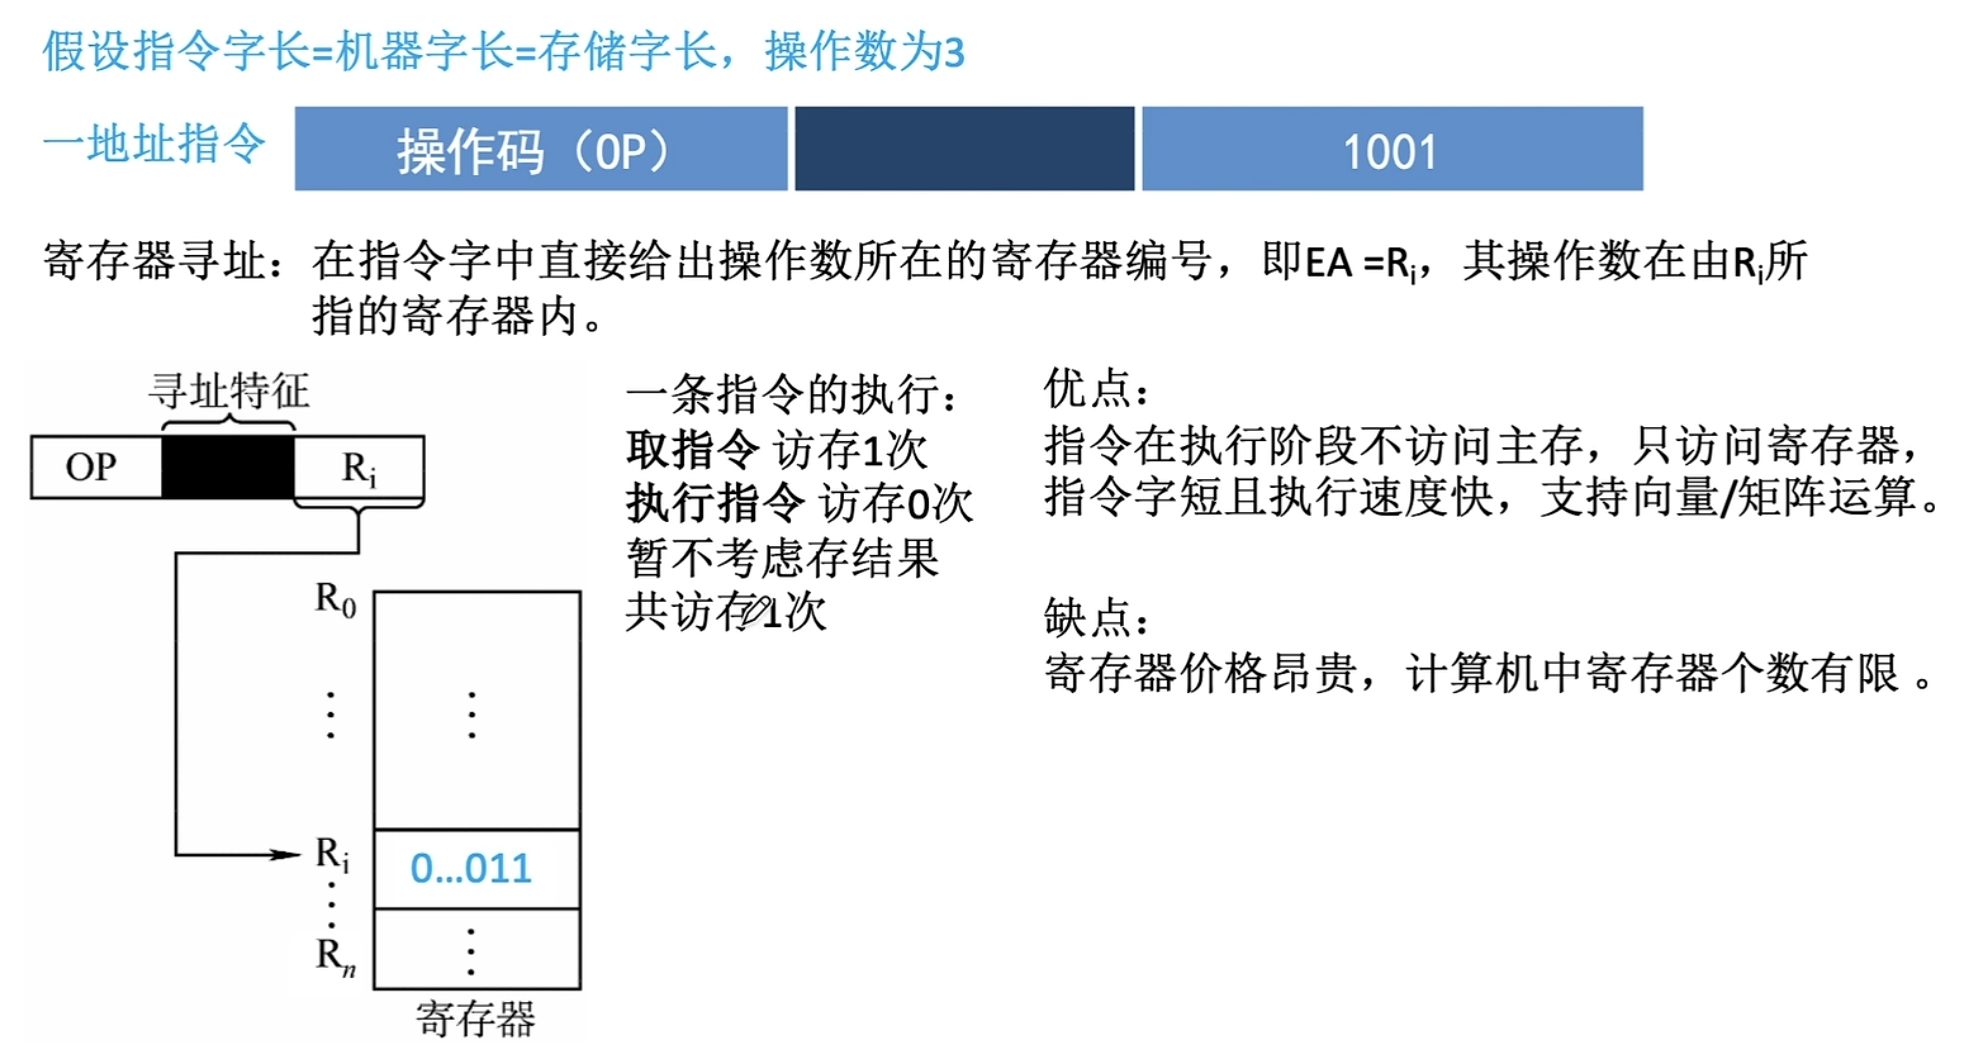 假设指令字长=机器字长=存储字长，操作数为3
一地址指令
操作码（OP）
1001
寄存器寻址：在指令字中直接给出操作数所在的寄存器编号，即EA =Ri，其操作数在由Ri所
指的寄存器内。
寻址特征
OP
Ri
R0
⋮
⋮
Ri
0...011
⋮
Rn
⋮
寄存器
一条指令的执行：
取指令 访存1次
执行指令 访存0次
暂不考虑存结果
共访存1次
优点：
指令在执行阶段不访问主存，只访问寄存器，
指令字短且执行速度快，支持向量/矩阵运算。
缺点：
寄存器价格昂贵，计算机中寄存器个数有限 。